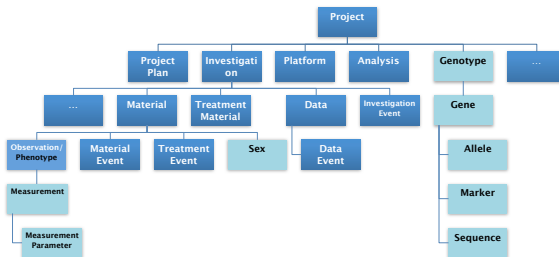 Project
Project
Plan
Investigati
on
Platform
Analysis
Genotype
...
...
Material
Treatment
Material
Data
Investigation
Event
Gene
Observation/
Phenotype
Material
Event
Treatment
Event
Sex
Data
Event
Allele
Measurement
Marker
Measurement
Parameter
Sequence